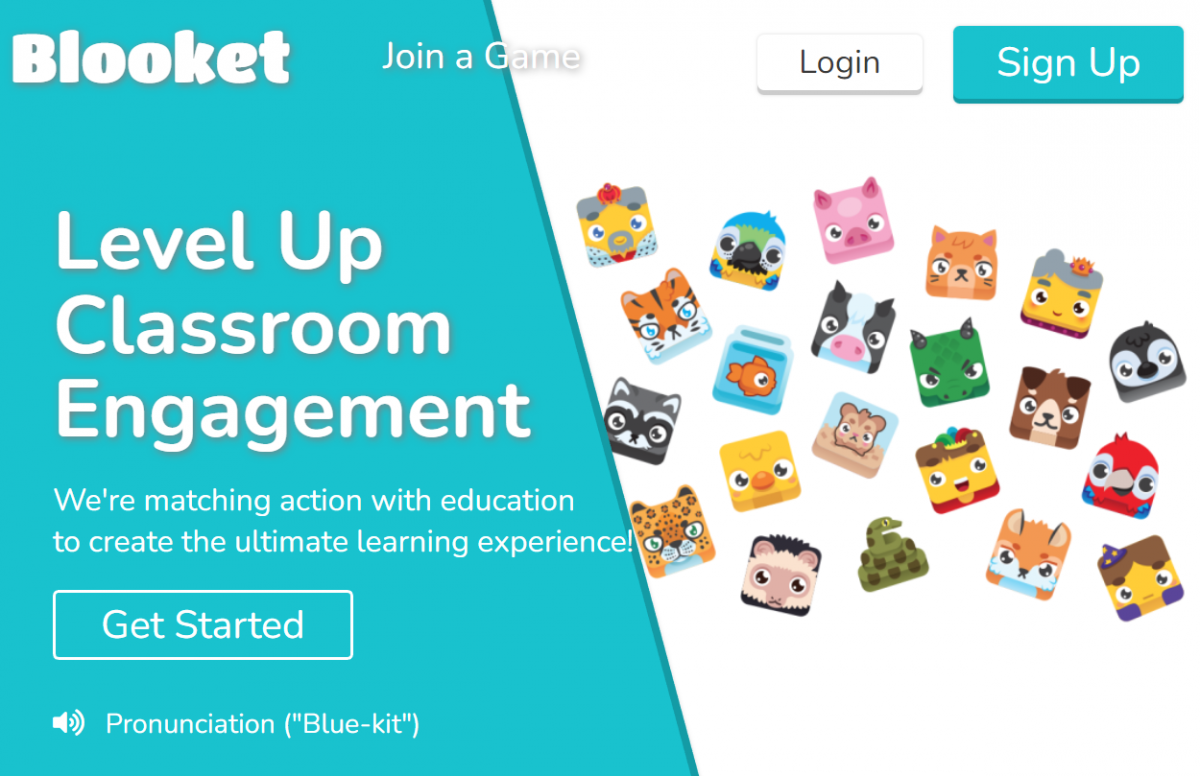 Blooket
Join a Game
Login
Sign Up
Level Up
Classroom
Engagement
We're matching action with education
to create the ultimate learning experience!
Get Started
Pronunciation ("Blue-kit")